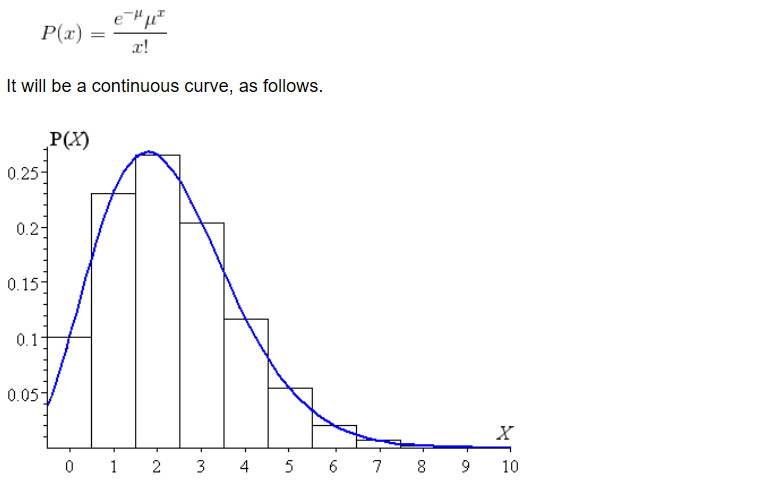 P(x) = e^{-μ} μ^x / x!
It will be a continuous curve, as follows.
P(X)
0.25
0.2
0.15
0.1
0.05
X
0 1 2 3 4 5 6 7 8 9 10